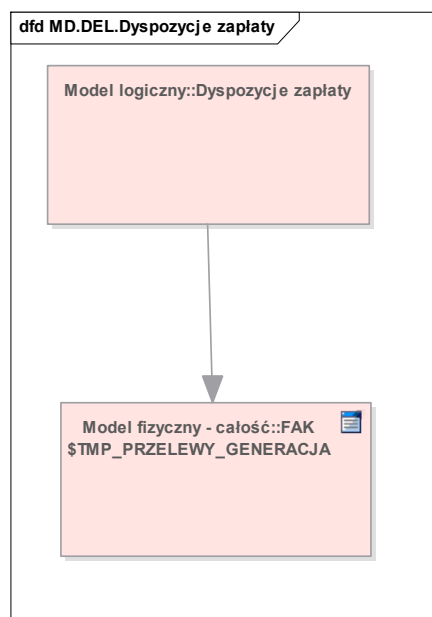 dfd MD.DEL.Dyspozycje zapłaty
Model logiczny::Dyspozycje zapłaty
Model fizyczny - całość::FAK
$TMP_PRZELEWY_GENERACJA